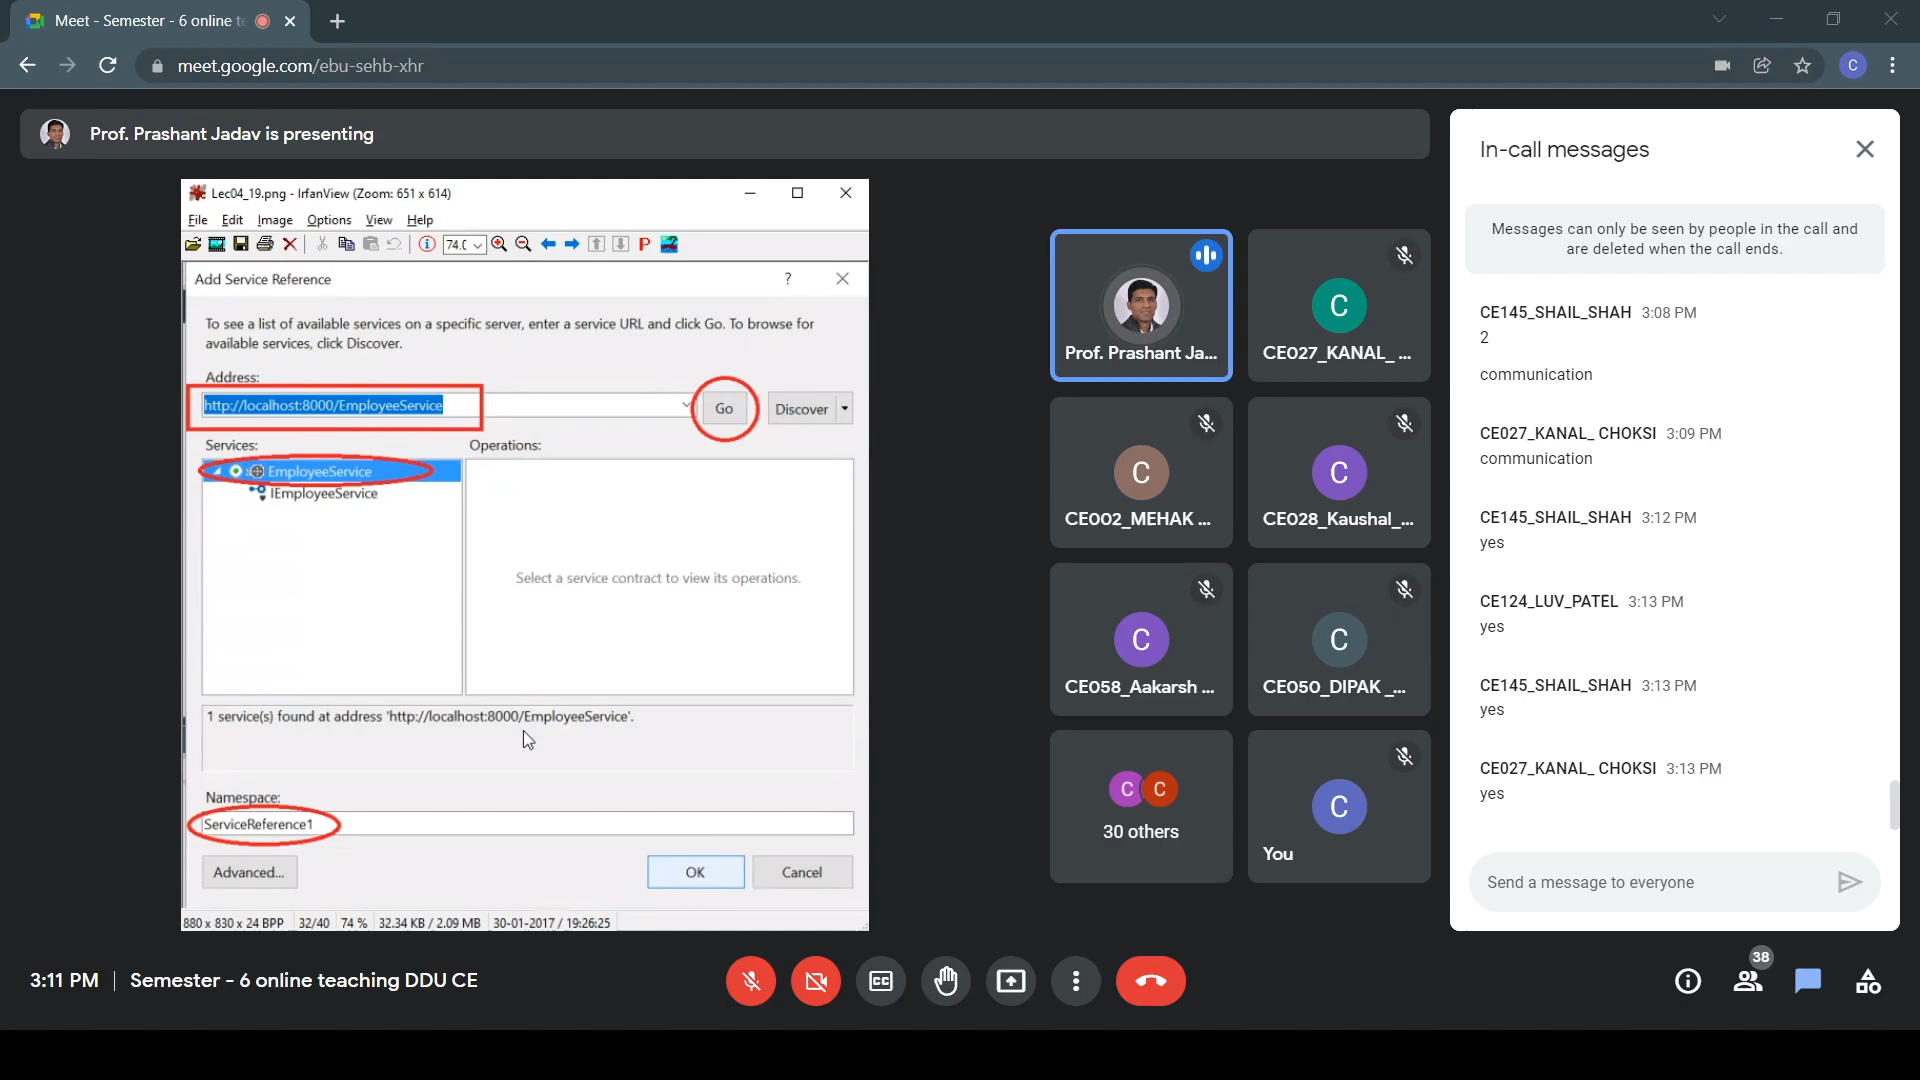 Meet - Semester - 6 online te
meet.google.com/ebu-sehb-xhr
C
Prof. Prashant Jadav is presenting
Lec04_19.png - IrfanView (Zoom: 651 x 614)
File Edit Image Options View Help
74.0
Add Service Reference
?
To see a list of available services on a specific server, enter a service URL and click Go. To browse for
available services, click Discover.
Address:
http://localhost:8000/EmployeeService
Go
Discover
Services:
Operations:
EmployeeService
IEmployeeService
Select a service contract to view its operations.
1 service(s) found at address 'http://localhost:8000/EmployeeService'.
Namespace:
ServiceReference1
Advanced...
OK
Cancel
880 x 830 x 24 BPP 32/40 74 % 32.34 KB / 2.09 MB 30-01-2017 / 19:26:25
Prof. Prashant Ja...
C
CE027_KANAL_ ...
C
CE002_MEHAK ...
C
CE028_Kaushal_...
C
CE058_Aakarsh ...
C
CE050_DIPAK _...
C C
30 others
C
You
In-call messages
Messages can only be seen by people in the call and
are deleted when the call ends.
CE145_SHAIL_SHAH 3:08 PM
2
communication
CE027_KANAL_ CHOKSI 3:09 PM
communication
CE145_SHAIL_SHAH 3:12 PM
yes
CE124_LUV_PATEL 3:13 PM
yes
CE145_SHAIL_SHAH 3:13 PM
yes
CE027_KANAL_ CHOKSI 3:13 PM
yes
Send a message to everyone
3:11 PM Semester - 6 online teaching DDU CE
38